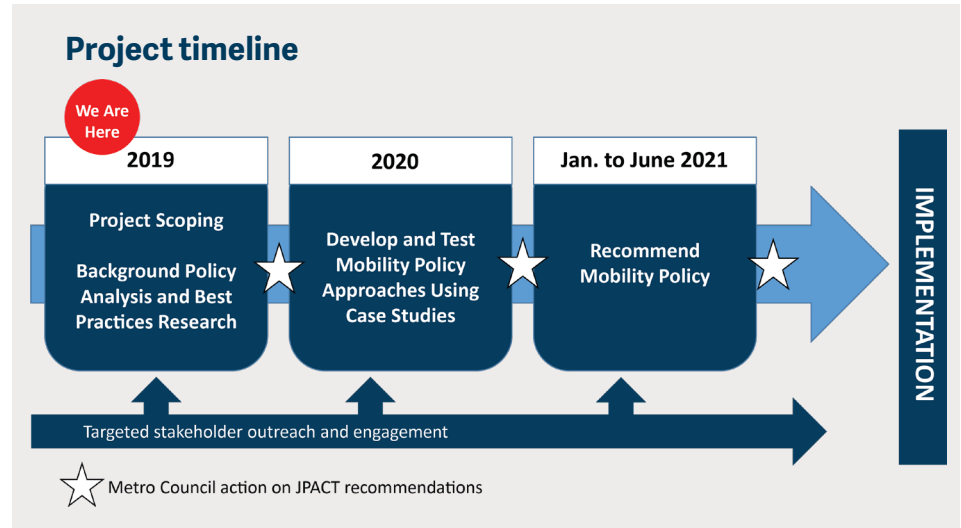 Project timeline
We Are
Here
2019
Project Scoping
Background Policy
Analysis and Best
Practices Research
2020
Develop and Test
Mobility Policy
Approaches Using
Case Studies
Jan. to June 2021
Recommend
Mobility Policy
IMPLEMENTATION
Targeted stakeholder outreach and engagement
Metro Council action on JPACT recommendations